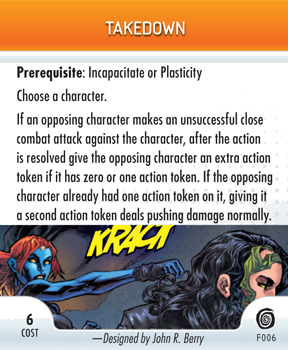 TAKEDOWN
Prerequisite: Incapacitate or Plasticity
Choose a character.
If an opposing character makes an unsuccessful close
combat attack against the character, after the action
is resolved give the opposing character an extra action
token if it has zero or one action token. If the opposing
character already had one action token on it, giving it
a second action token deals pushing damage normally.
KRACK
6
COST
—Designed by John R. Berry
F006